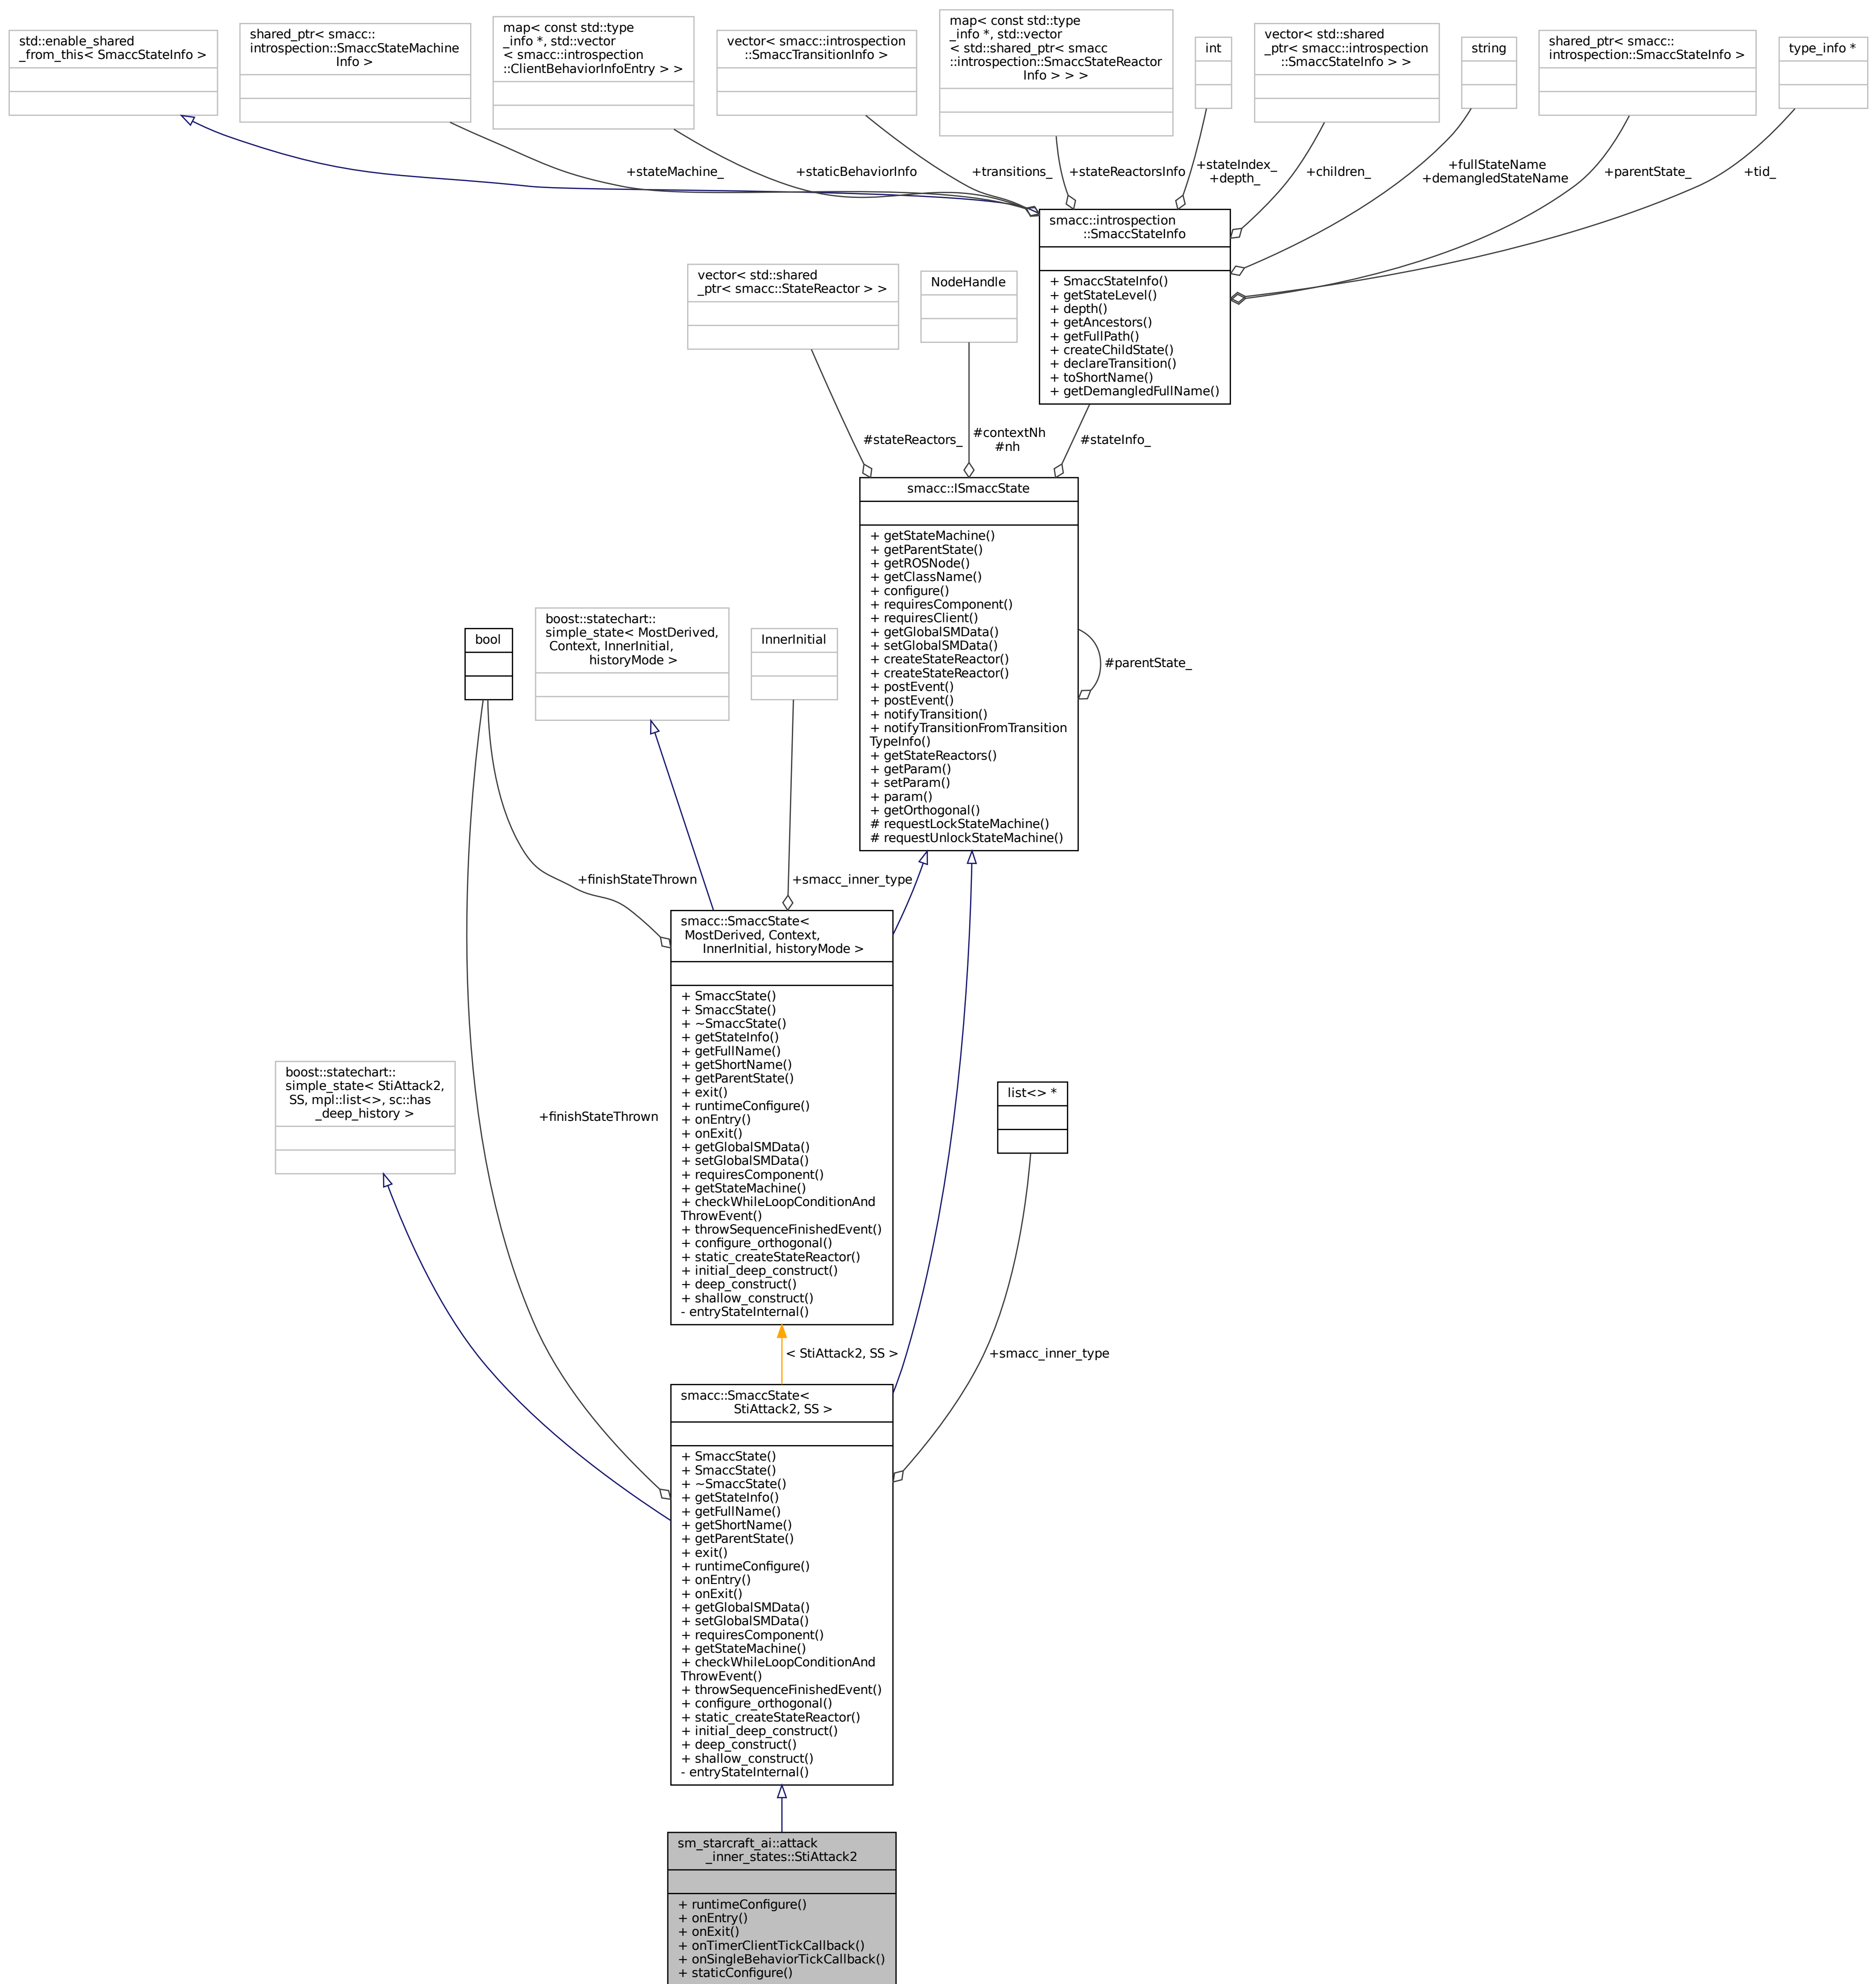 std::enable_shared
_from_this< SmaccStateInfo >
shared_ptr< smacc::
introspection::SmaccStateMachine
Info >
map< const std::type
_info *, std::vector
< smacc::introspection
::ClientBehaviorInfoEntry > >
vector< smacc::introspection
::SmaccTransitionInfo >
map< const std::type
_info *, std::vector
< std::shared_ptr< smacc
::introspection::SmaccStateReactor
Info > > >
int
vector< std::shared
_ptr< smacc::introspection
::SmaccStateInfo > >
string
shared_ptr< smacc::
introspection::SmaccStateInfo >
type_info *
+stateMachine_
+staticBehaviorInfo
+transitions_
+stateReactorsInfo
+stateIndex_
+depth_
+children_
+fullStateName
+demangledStateName
+parentState_
+tid_
smacc::introspection
::SmaccStateInfo
+ SmaccStateInfo()
+ getStateLevel()
+ depth()
+ getAncestors()
+ getFullPath()
+ createChildState()
+ declareTransition()
+ toShortName()
+ getDemangledFullName()
vector< std::shared
_ptr< smacc::StateReactor > >
NodeHandle
#stateReactors_
#contextNh
#nh
#stateInfo_
smacc::ISmaccState
+ getStateMachine()
+ getParentState()
+ getROSNode()
+ getClassName()
+ configure()
+ requiresComponent()
+ requiresClient()
+ getGlobalSMData()
+ setGlobalSMData()
+ createStateReactor()
+ createStateReactor()
+ postEvent()
+ postEvent()
+ notifyTransition()
+ notifyTransitionFromTransition
TypeInfo()
+ getStateReactors()
+ getParam()
+ setParam()
+ param()
+ getOrthogonal()
# requestLockStateMachine()
# requestUnlockStateMachine()
#parentState_
bool
boost::statechart::
simple_state< MostDerived,
Context, InnerInitial,
historyMode >
InnerInitial
+finishStateThrown
+smacc_inner_type
smacc::SmaccState<
MostDerived, Context,
InnerInitial, historyMode >
+ SmaccState()
+ SmaccState()
+ ~SmaccState()
+ getStateInfo()
+ getFullName()
+ getShortName()
+ getParentState()
+ exit()
+ runtimeConfigure()
+ onEntry()
+ onExit()
+ getGlobalSMData()
+ setGlobalSMData()
+ requiresComponent()
+ getStateMachine()
+ checkWhileLoopConditionAnd
ThrowEvent()
+ throwSequenceFinishedEvent()
+ configure_orthogonal()
+ static_createStateReactor()
+ initial_deep_construct()
+ deep_construct()
+ shallow_construct()
- entryStateInternal()
boost::statechart::
simple_state< StiAttack2,
SS, mpl::list<>, sc::has
_deep_history >
+finishStateThrown
list<> *
< StiAttack2, SS >
+smacc_inner_type
smacc::SmaccState<
StiAttack2, SS >
+ SmaccState()
+ SmaccState()
+ ~SmaccState()
+ getStateInfo()
+ getFullName()
+ getShortName()
+ getParentState()
+ exit()
+ runtimeConfigure()
+ onEntry()
+ onExit()
+ getGlobalSMData()
+ setGlobalSMData()
+ requiresComponent()
+ getStateMachine()
+ checkWhileLoopConditionAnd
ThrowEvent()
+ throwSequenceFinishedEvent()
+ configure_orthogonal()
+ static_createStateReactor()
+ initial_deep_construct()
+ deep_construct()
+ shallow_construct()
- entryStateInternal()
sm_starcraft_ai::attack
_inner_states::StiAttack2
+ runtimeConfigure()
+ onEntry()
+ onExit()
+ onTimerClientTickCallback()
+ onSingleBehaviorTickCallback()
+ staticConfigure()